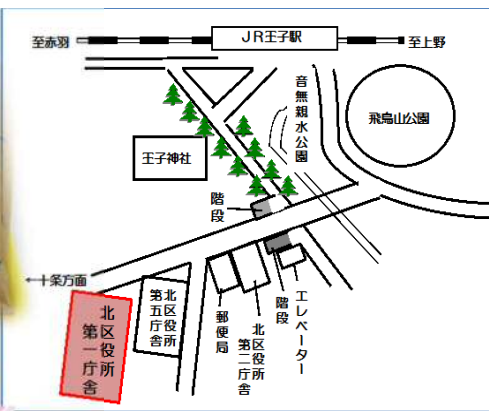 JR王子駅
至赤羽
至上野
音無親水公園
飛鳥山公園
王子神社
階段
←十条方面
北区役所
第一庁舎
北区役所
第五庁舎
郵便局
北区役所
第二庁舎
階段
エレベーター